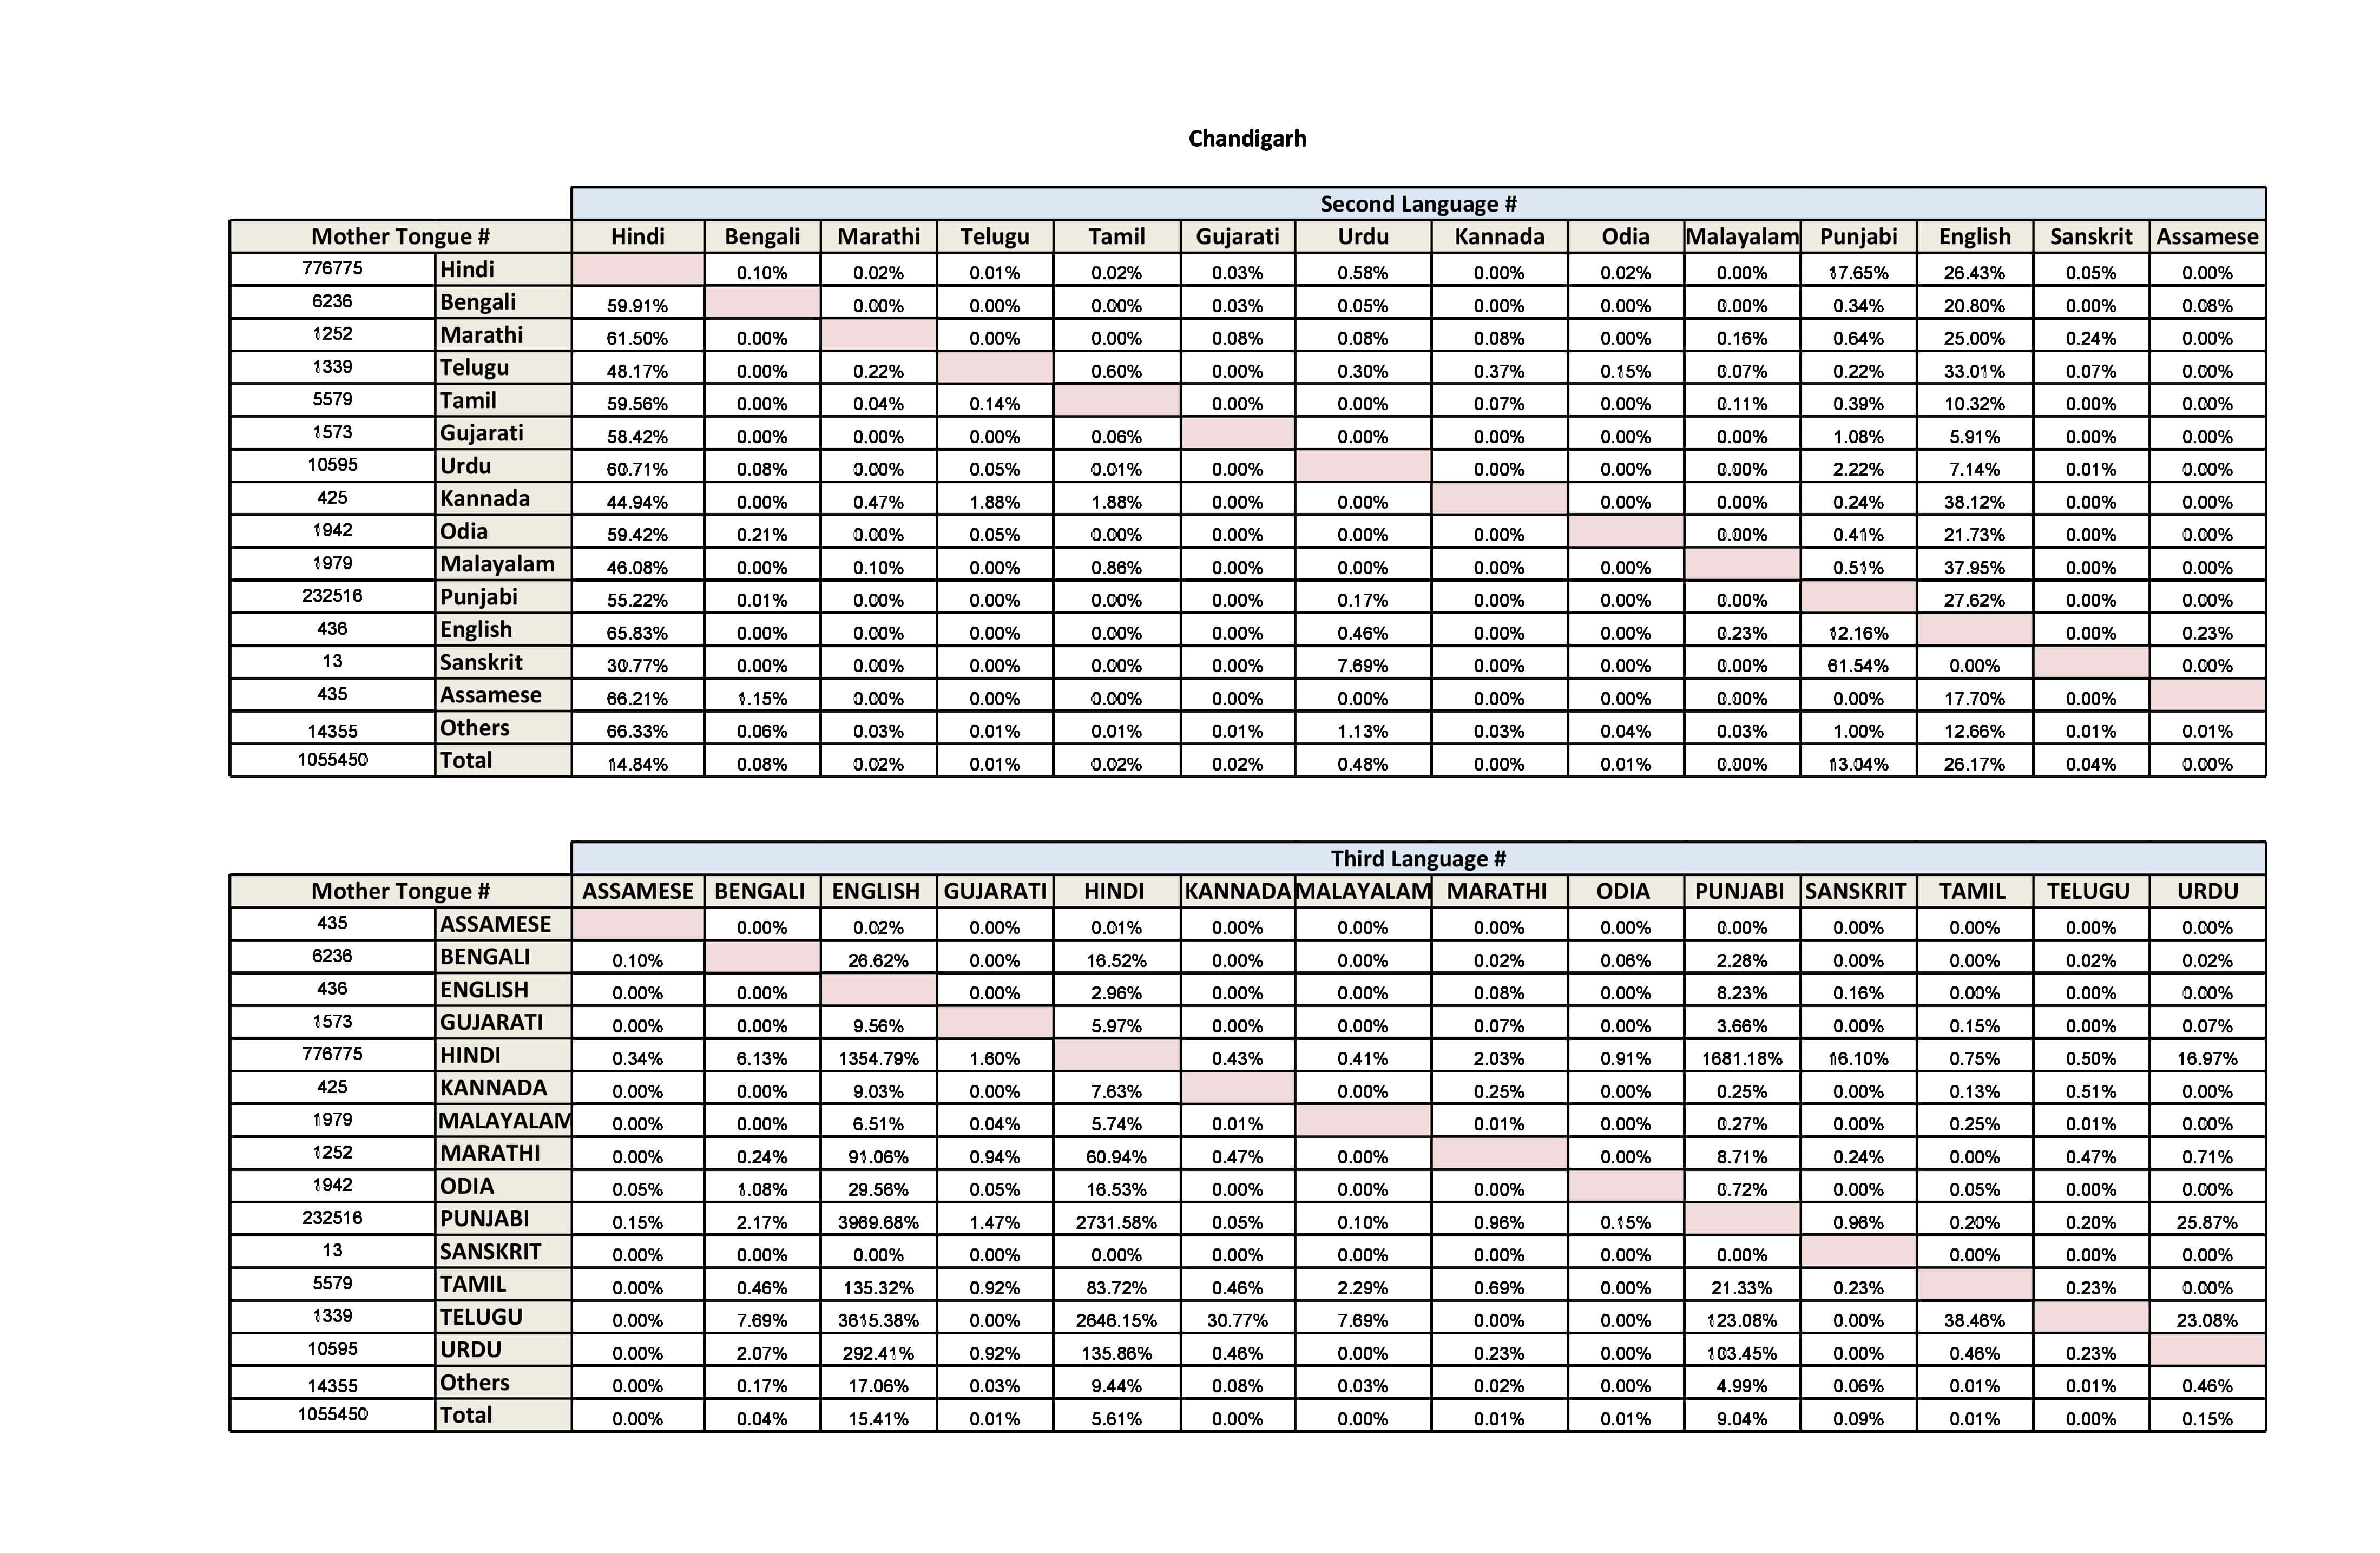 Chandigarh
Second Language #
Mother Tongue # Hindi Bengali Marathi Telugu Tamil Gujarati Urdu Kannada Odia Malayalam Punjabi English Sanskrit Assamese
776775 Hindi 0.10% 0.02% 0.01% 0.02% 0.03% 0.58% 0.00% 0.02% 0.00% 17.65% 26.43% 0.05% 0.00%
6236 Bengali 59.91% 0.00% 0.00% 0.00% 0.03% 0.05% 0.00% 0.00% 0.00% 0.34% 20.80% 0.00% 0.08%
1252 Marathi 61.50% 0.00% 0.00% 0.00% 0.08% 0.08% 0.08% 0.00% 0.16% 0.64% 25.00% 0.24% 0.00%
1339 Telugu 48.17% 0.00% 0.22% 0.60% 0.00% 0.30% 0.37% 0.15% 0.07% 0.22% 33.01% 0.07% 0.00%
5579 Tamil 59.56% 0.00% 0.04% 0.14% 0.00% 0.00% 0.07% 0.00% 0.11% 0.39% 10.32% 0.00% 0.00%
1573 Gujarati 58.42% 0.00% 0.00% 0.00% 0.06% 0.00% 0.00% 0.00% 0.00% 1.08% 5.91% 0.00% 0.00%
10595 Urdu 60.71% 0.08% 0.00% 0.05% 0.01% 0.00% 0.00% 0.00% 0.00% 2.22% 7.14% 0.01% 0.00%
425 Kannada 44.94% 0.00% 0.47% 1.88% 1.88% 0.00% 0.00% 0.00% 0.00% 0.24% 38.12% 0.00% 0.00%
1942 Odia 59.42% 0.21% 0.00% 0.05% 0.00% 0.00% 0.00% 0.00% 0.00% 0.41% 21.73% 0.00% 0.00%
1979 Malayalam 46.08% 0.00% 0.10% 0.00% 0.86% 0.00% 0.00% 0.00% 0.00% 0.51% 37.95% 0.00% 0.00%
232516 Punjabi 55.22% 0.01% 0.00% 0.00% 0.00% 0.00% 0.17% 0.00% 0.00% 0.00% 27.62% 0.00% 0.00%
436 English 65.83% 0.00% 0.00% 0.00% 0.00% 0.00% 0.46% 0.00% 0.00% 0.23% 12.16% 0.00% 0.23%
13 Sanskrit 30.77% 0.00% 0.00% 0.00% 0.00% 0.00% 7.69% 0.00% 0.00% 0.00% 61.54% 0.00% 0.00%
435 Assamese 66.21% 1.15% 0.00% 0.00% 0.00% 0.00% 0.00% 0.00% 0.00% 0.00% 0.00% 17.70% 0.00%
14355 Others 66.33% 0.06% 0.03% 0.01% 0.01% 0.01% 1.13% 0.03% 0.04% 0.03% 1.00% 12.66% 0.01% 0.01%
1055450 Total 14.84% 0.08% 0.02% 0.01% 0.02% 0.02% 0.48% 0.00% 0.01% 0.00% 13.04% 26.17% 0.04% 0.00%
Third Language #
Mother Tongue # ASSAMESE BENGALI ENGLISH GUJARATI HINDI KANNADA MALAYALAM MARATHI ODIA PUNJABI SANSKRIT TAMIL TELUGU URDU
435 ASSAMESE 0.00% 0.02% 0.00% 0.01% 0.00% 0.00% 0.00% 0.00% 0.00% 0.00% 0.00% 0.00% 0.00%
6236 BENGALI 0.10% 26.62% 0.00% 16.52% 0.00% 0.00% 0.02% 0.06% 2.28% 0.00% 0.00% 0.02% 0.02%
436 ENGLISH 0.00% 0.00% 0.00% 2.96% 0.00% 0.00% 0.08% 0.00% 8.23% 0.16% 0.00% 0.00% 0.00%
1573 GUJARATI 0.00% 0.00% 9.56% 5.97% 0.00% 0.00% 0.07% 0.00% 3.66% 0.00% 0.15% 0.00% 0.07%
776775 HINDI 0.34% 6.13% 1354.79% 1.60% 0.43% 0.41% 2.03% 0.91% 1681.18% 16.10% 0.75% 0.50% 16.97%
425 KANNADA 0.00% 0.00% 9.03% 0.00% 7.63% 0.00% 0.25% 0.00% 0.25% 0.00% 0.13% 0.51% 0.00%
1979 MALAYALAM 0.00% 0.00% 6.51% 0.04% 5.74% 0.01% 0.01% 0.00% 0.27% 0.00% 0.25% 0.01% 0.00%
1252 MARATHI 0.00% 0.24% 91.06% 0.94% 60.94% 0.47% 0.00% 0.00% 8.71% 0.24% 0.00% 0.47% 0.71%
1942 ODIA 0.05% 1.08% 29.56% 0.05% 16.53% 0.00% 0.00% 0.00% 0.72% 0.00% 0.05% 0.00% 0.00%
232516 PUNJABI 0.15% 2.17% 3969.68% 1.47% 2731.58% 0.05% 0.10% 0.96% 0.15% 0.96% 0.20% 0.20% 25.87%
13 SANSKRIT 0.00% 0.00% 0.00% 0.00% 0.00% 0.00% 0.00% 0.00% 0.00% 0.00% 0.00% 0.00% 0.00%
5579 TAMIL 0.00% 0.46% 135.32% 0.92% 83.72% 0.46% 2.29% 0.69% 0.00% 21.33% 0.23% 0.23% 0.00%
1339 TELUGU 0.00% 7.69% 3615.38% 0.00% 2646.15% 30.77% 7.69% 0.00% 0.00% 123.08% 0.00% 38.46% 23.08%
10595 URDU 0.00% 2.07% 292.41% 0.92% 135.86% 0.46% 0.00% 0.23% 0.00% 103.45% 0.00% 0.46% 0.23%
14355 Others 0.00% 0.17% 17.06% 0.03% 9.44% 0.08% 0.03% 0.02% 0.00% 4.99% 0.06% 0.01% 0.01% 0.46%
1055450 Total 0.00% 0.04% 15.41% 0.01% 5.61% 0.00% 0.00% 0.01% 0.01% 9.04% 0.09% 0.01% 0.00% 0.15%